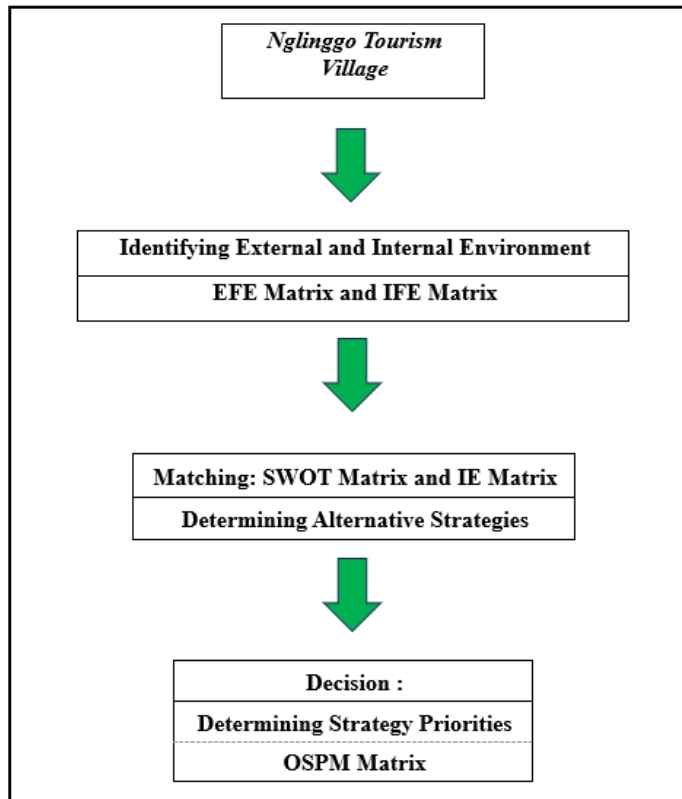 Nglinggo Tourism
Village
Identifying External and Internal Environment
EFE Matrix and IFE Matrix
Matching: SWOT Matrix and IE Matrix
Determining Alternative Strategies
Decision :
Determining Strategy Priorities
OSPM Matrix